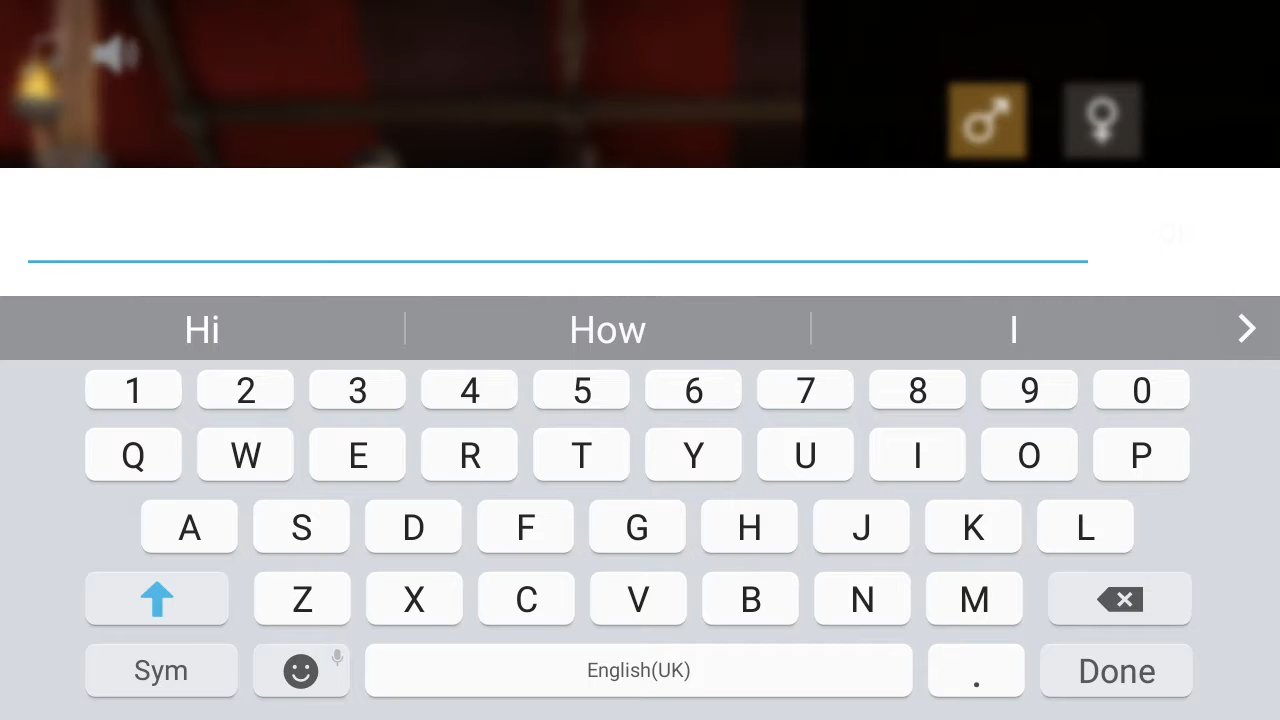 Hi How I
1 2 3 4 5 6 7 8 9 0
Q W E R T Y U I O P
A S D F G H J K L
Z X C V B N M
Sym English(UK) . Done